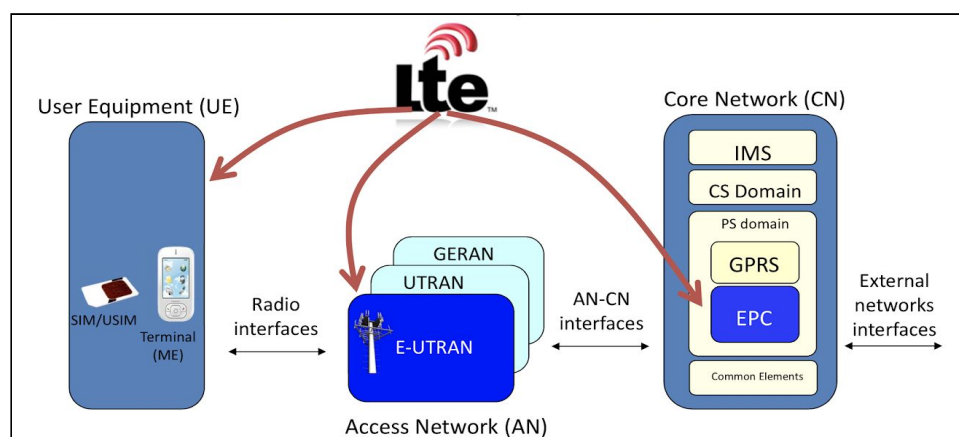 Lte
TM
User Equipment (UE)
SIM/USIM
Terminal
(ME)
Radio
interfaces
GERAN
UTRAN
E-UTRAN
Access Network (AN)
AN-CN
interfaces
Core Network (CN)
IMS
CS Domain
PS domain
GPRS
EPC
Common Elements
External
networks
interfaces